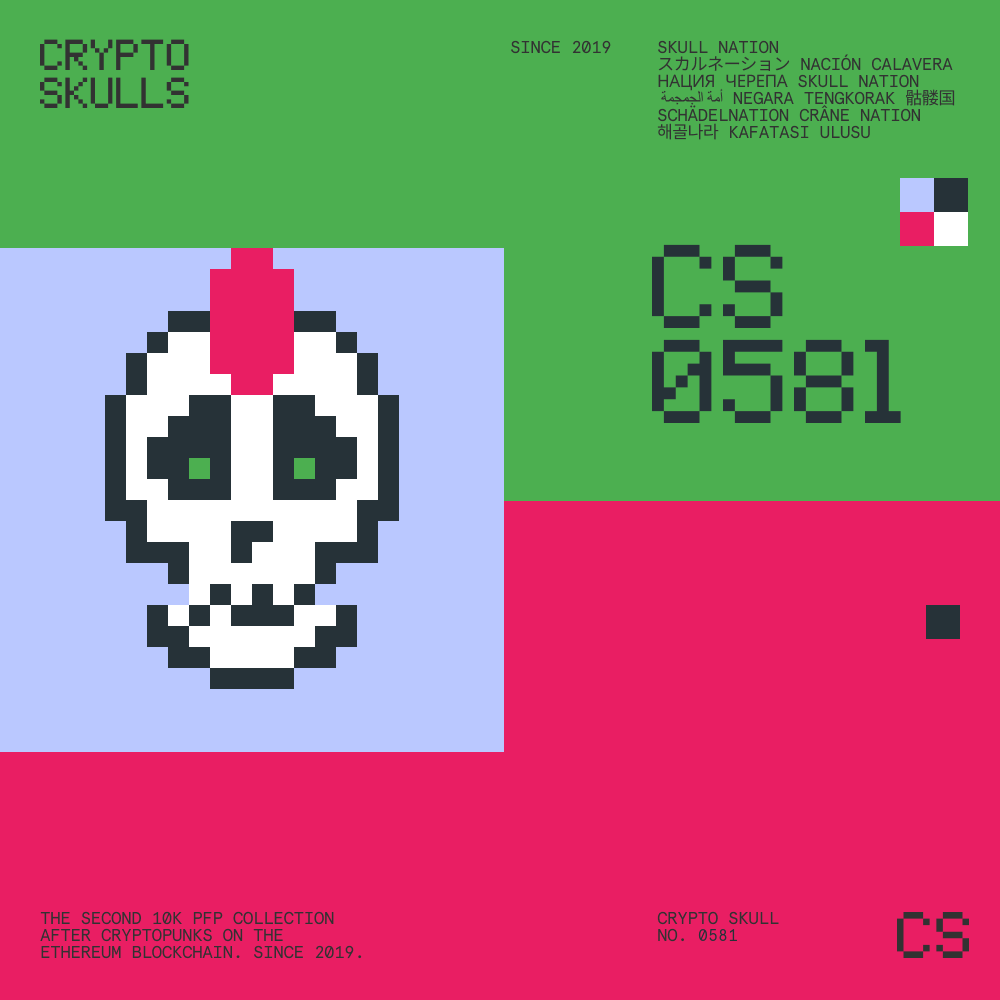 CRYPTO
SKULLS
SINCE 2019
SKULL NATION
スカルネーション NACIÓN CALAVERA
НАЦИЯ ЧЕРЕПА SKULL NATION
أمة الجمجمة NEGARA TENGKORAK 骷髅国
SCHÄDELNATION CRÂNE NATION
해골나라 KAFATASI ULUSU
CS
0581
THE SECOND 10K PFP COLLECTION
AFTER CRYPTOPUNKS ON THE
ETHEREUM BLOCKCHAIN. SINCE 2019.
CRYPTO SKULL
NO. 0581
CS